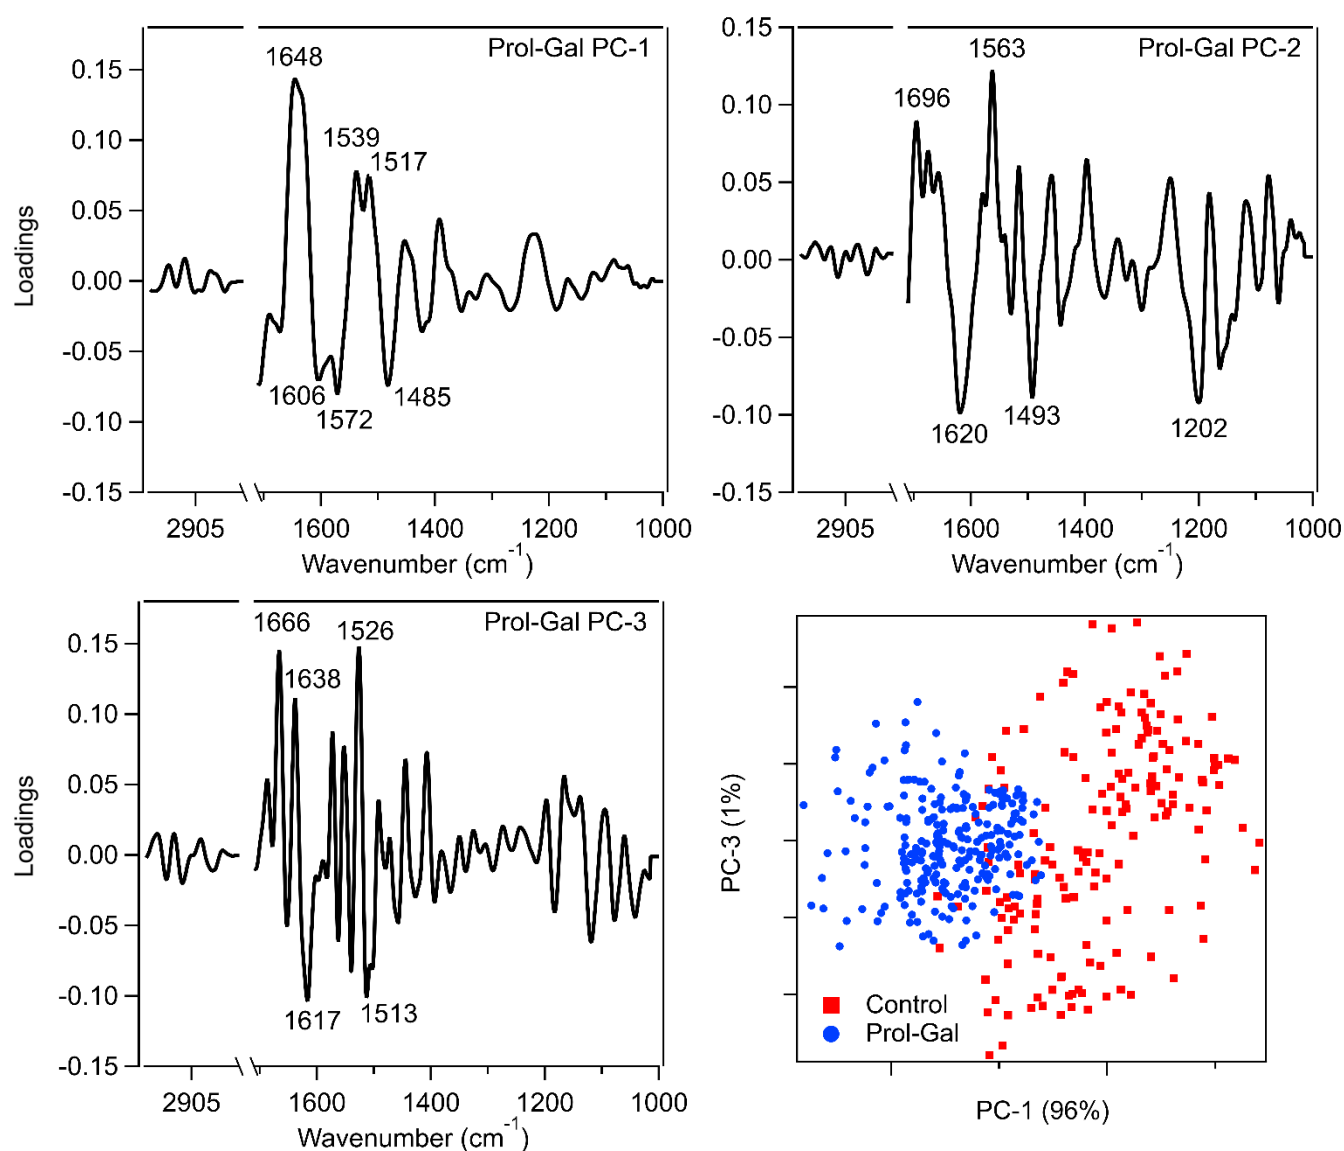 Prol-Gal PC-1
1648
1539
1517
1606
1572
1485
0.15
0.10
0.05
0.00
-0.05
-0.10
-0.15
Loadings
2905 1600 1400 1200 1000
Wavenumber (cm⁻¹)
Prol-Gal PC-2
1563
1696
1620
1493
1202
0.15
0.10
0.05
0.00
-0.05
-0.10
-0.15
2905 1600 1400 1200 1000
Wavenumber (cm⁻¹)
Prol-Gal PC-3
1666
1526
1638
1617
1513
0.15
0.10
0.05
0.00
-0.05
-0.10
-0.15
Loadings
2905 1600 1400 1200 1000
Wavenumber (cm⁻¹)
PC-3 (1%)
Control
Prol-Gal
PC-1 (96%)